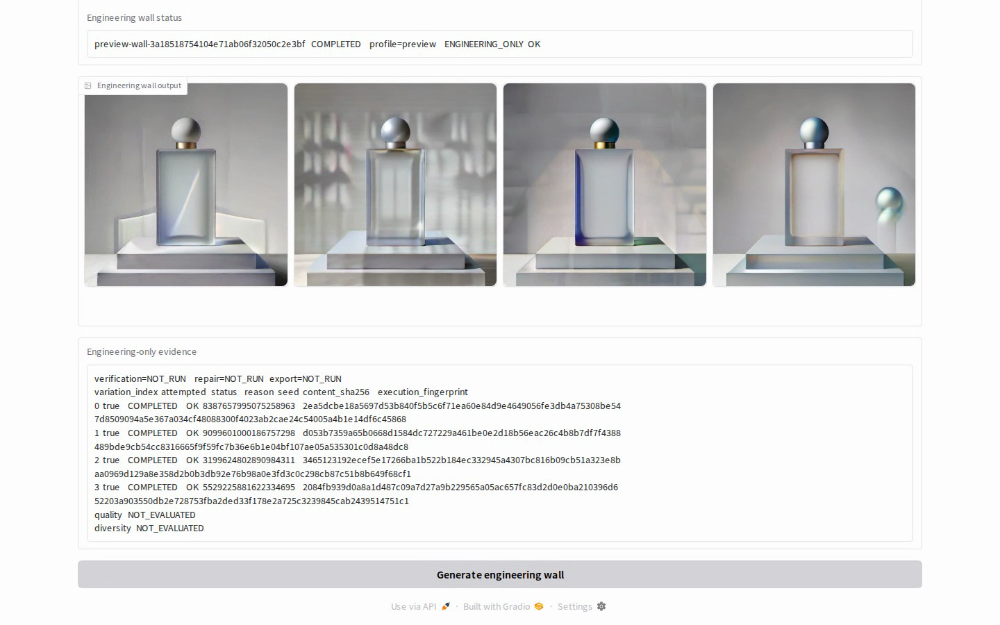 Engineering wall status
preview-wall-3a18518754104e71ab06f32050c2e3bf COMPLETED profile=preview ENGINEERING_ONLY OK
Engineering wall output
Engineering-only evidence
verification=NOT_RUN repair=NOT_RUN export=NOT_RUN
variation_index attempted status reason seed content_sha256 execution_fingerprint
0 true COMPLETED OK 8387657995075258963 2ea5dcbe18a5697d53b840f5b5c6f71ea60e84d9e4649056fe3db4a75308be54
7d8509094a5e367a034cf48088300f4023ab2cae24c54005a4b1e14df6c45868
1 true COMPLETED OK 9099601000186757298 d053b7359a65b0668d1584dc727229a461be0e2d18b56eac26c4b8b7df7f4388
489bde9cb54cc8316665f9f59fc7b36e6b1e04bf107ae05a535301c0d8a48dc8
2 true COMPLETED OK 3199624802890984311 3465123192ecef5e17266ba1b522b184ec332945a4307bc816b09cb51a323e8b
aa0969d129a8e358d2b0b3db92e76b98a0e3fd3c0c298cb87c51b8b649f68cf1
3 true COMPLETED OK 5529225881622334695 2084fb939d0a8a1d487c09a7d27a9b229565a05ac657fc83d2d0e0ba210396d6
52203a903550db2e728753fba2ded33f178e2a725c3239845cab2439514751c1
quality NOT_EVALUATED
diversity NOT_EVALUATED
Generate engineering wall
Use via API · Built with Gradio · Settings